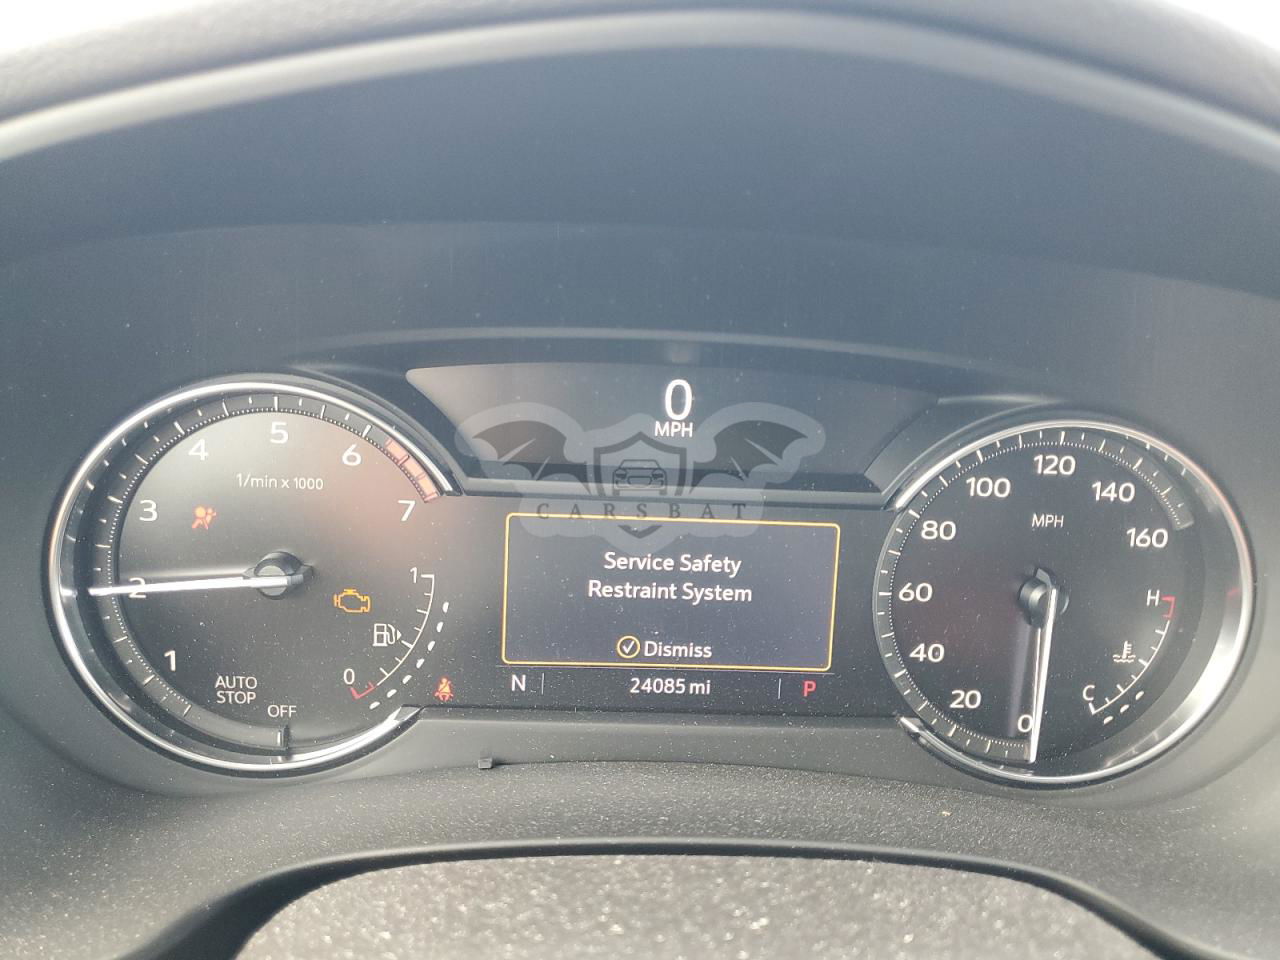 0
MPH
CARSBAT
1
2
3
4
5
6
7
1/min x 1000
AUTO
STOP
OFF
1
0
Service Safety
Restraint System
Dismiss
N
24085 mi
P
0
20
40
60
80
100
120
140
160
MPH
H
C